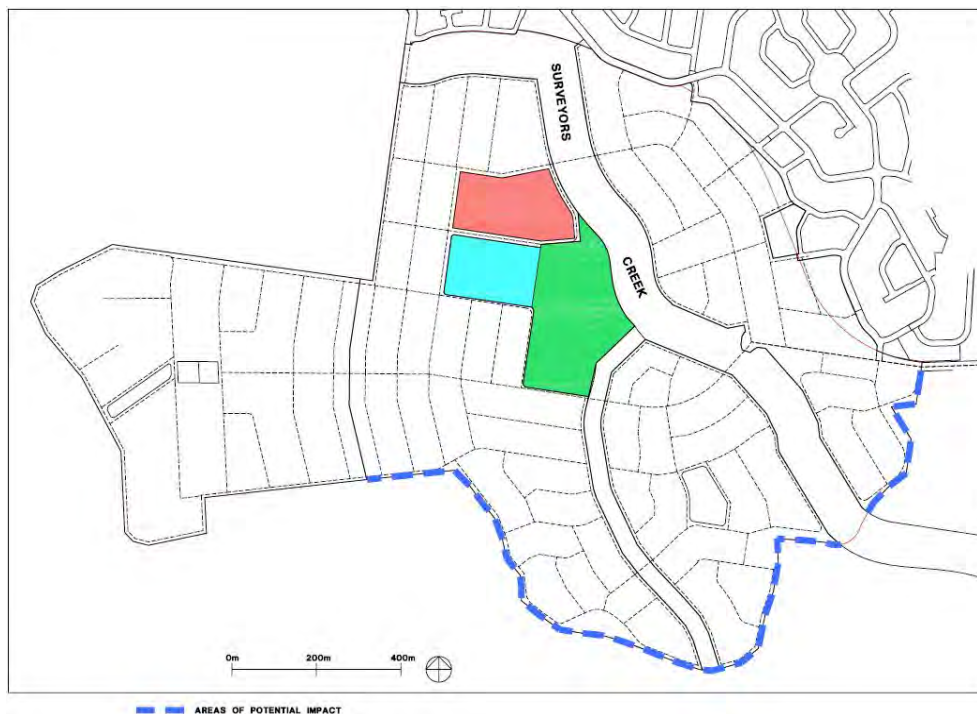 SURVEYORS
CREEK
0m 200m 400m
AREAS OF POTENTIAL IMPACT